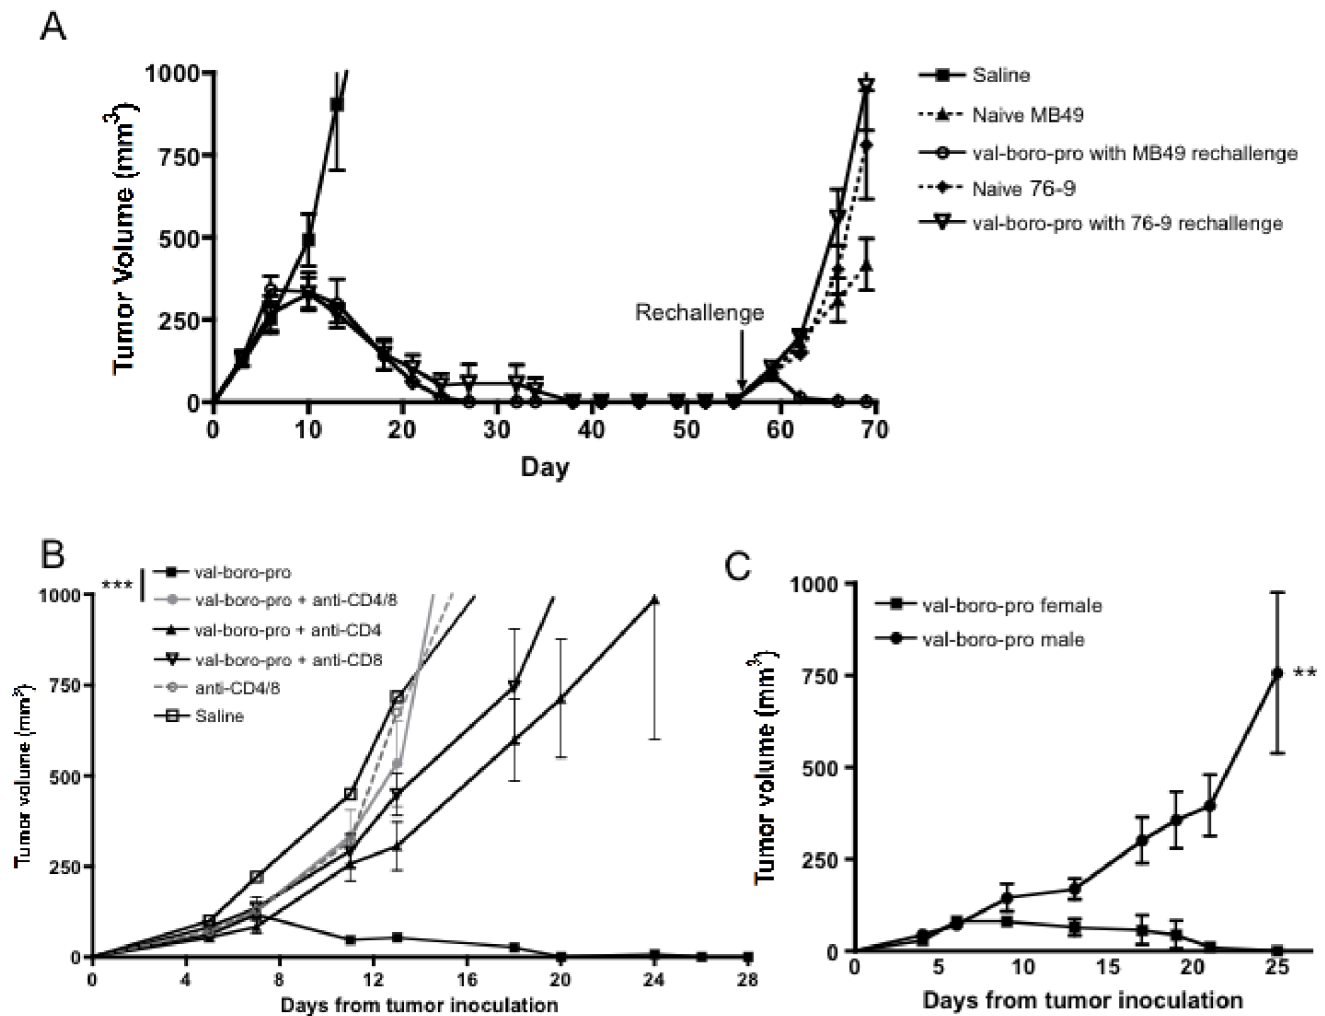 A
1000
750
500
250
0
Tumor Volume (mm3)
0 10 20 30 40 50 60 70
Day
Rechallenge
Saline
Naive MB49
val-boro-pro with MB49 rechallenge
Naive 76-9
val-boro-pro with 76-9 rechallenge
B
***
val-boro-pro
val-boro-pro + anti-CD4/8
val-boro-pro + anti-CD4
val-boro-pro + anti-CD8
anti-CD4/8
Saline
1000
750
500
250
0
Tumor volume (mm3)
0 4 8 12 16 20 24 28
Days from tumor inoculation
C
val-boro-pro female
val-boro-pro male
**
1000
750
500
250
0
Tumor volume (mm3)
0 5 10 15 20 25
Days from tumor inoculation